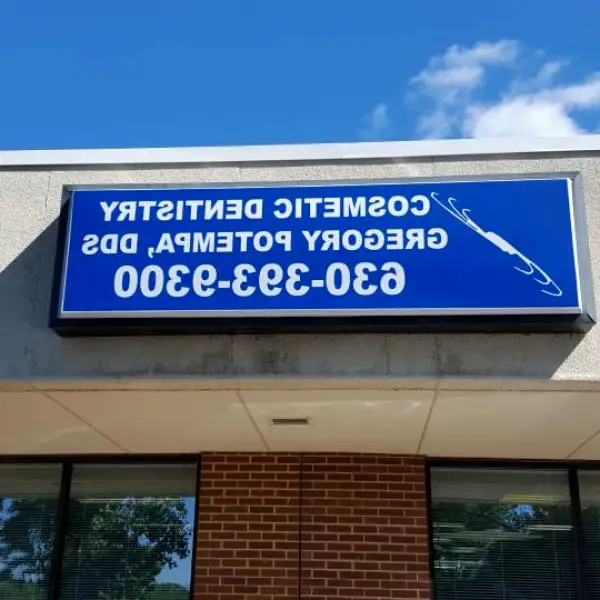 COSMETIC DENTISTRY
GREGORY POTEMPA, DDS
630-393-9300